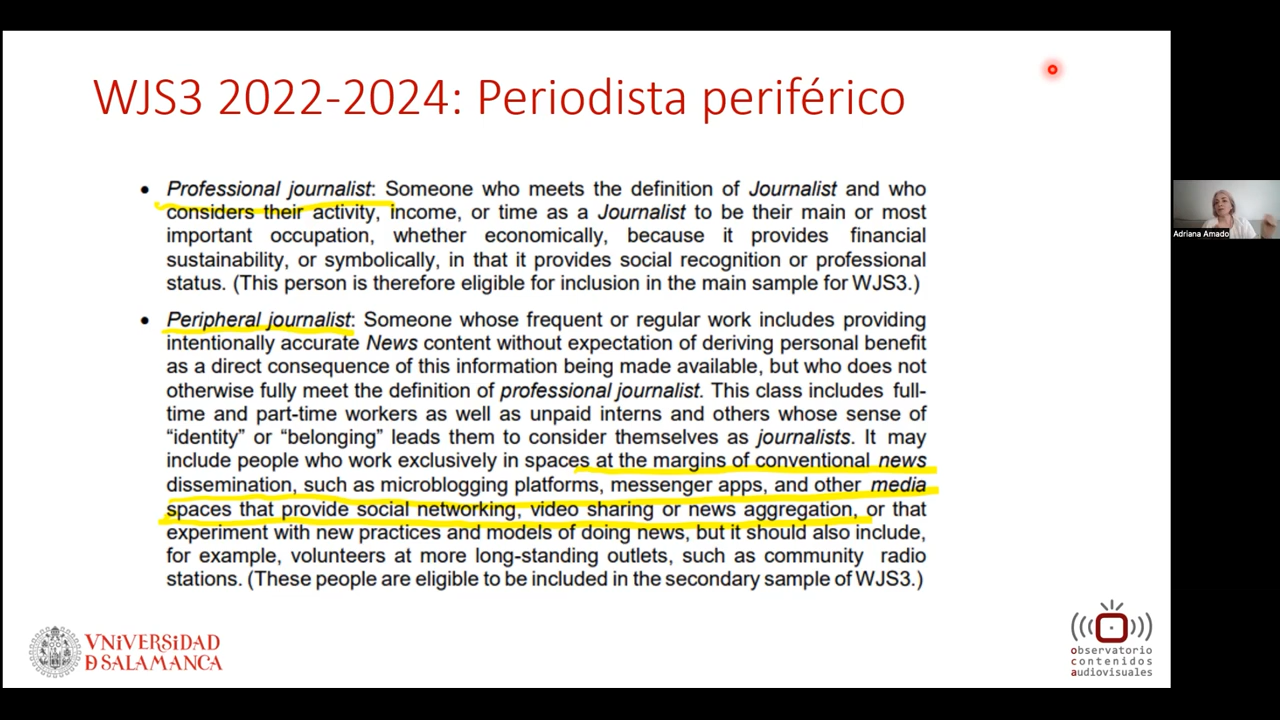 WJS3 2022-2024: Periodista periférico
• Professional journalist: Someone who meets the definition of Journalist and who
considers their activity, income, or time as a Journalist to be their main or most
important occupation, whether economically, because it provides financial
sustainability, or symbolically, in that it provides social recognition or professional
status. (This person is therefore eligible for inclusion in the main sample for WJS3.)
• Peripheral journalist: Someone whose frequent or regular work includes providing
intentionally accurate News content without expectation of deriving personal benefit
as a direct consequence of this information being made available, but who does not
otherwise fully meet the definition of professional journalist. This class includes full-
time and part-time workers as well as unpaid interns and others whose sense of
“identity” or “belonging” leads them to consider themselves as journalists. It may
include people who work exclusively in spaces at the margins of conventional news
dissemination, such as microblogging platforms, messenger apps, and other media
spaces that provide social networking, video sharing or news aggregation, or that
experiment with new practices and models of doing news, but it should also include,
for example, volunteers at more long-standing outlets, such as community radio
stations. (These people are eligible to be included in the secondary sample of WJS3.)
Adriana Amado
VNiVERSiDAD
D SALAMANCA
observatorio
contenidos
audiovisuales